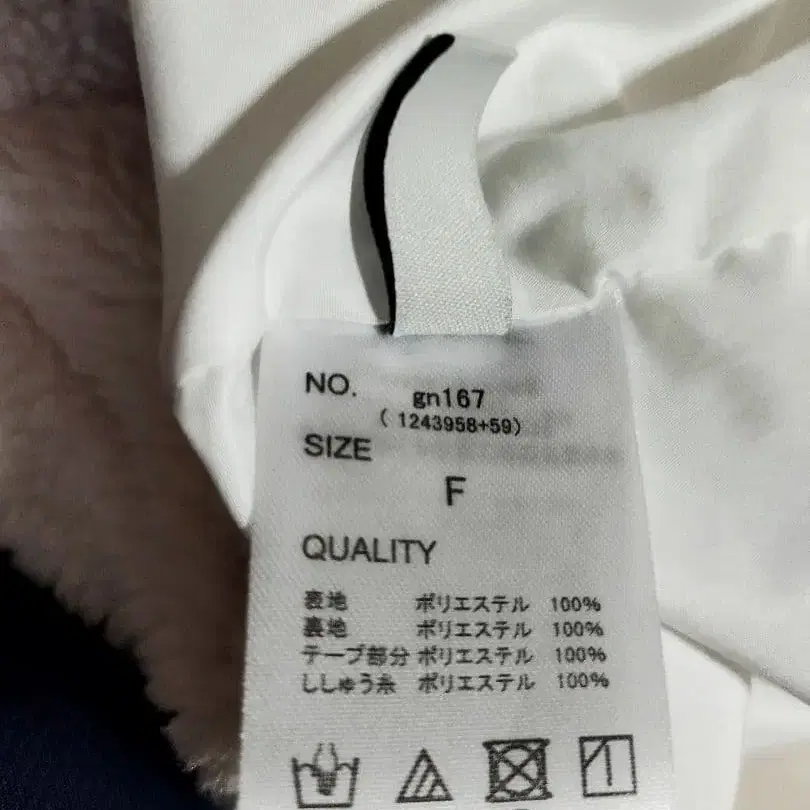 NO. gn167
( 1243958+59)
SIZE
F
QUALITY
表地 ポリエステル 100%
裏地 ポリエステル 100%
テープ部分 ポリエステル 100%
ししゅう糸 ポリエステル 100%